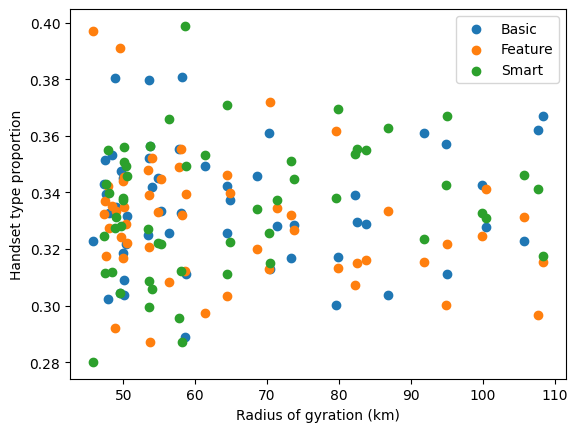 Basic
Feature
Smart
Handset type proportion
0.40
0.38
0.36
0.34
0.32
0.30
0.28
50 60 70 80 90 100 110
Radius of gyration (km)